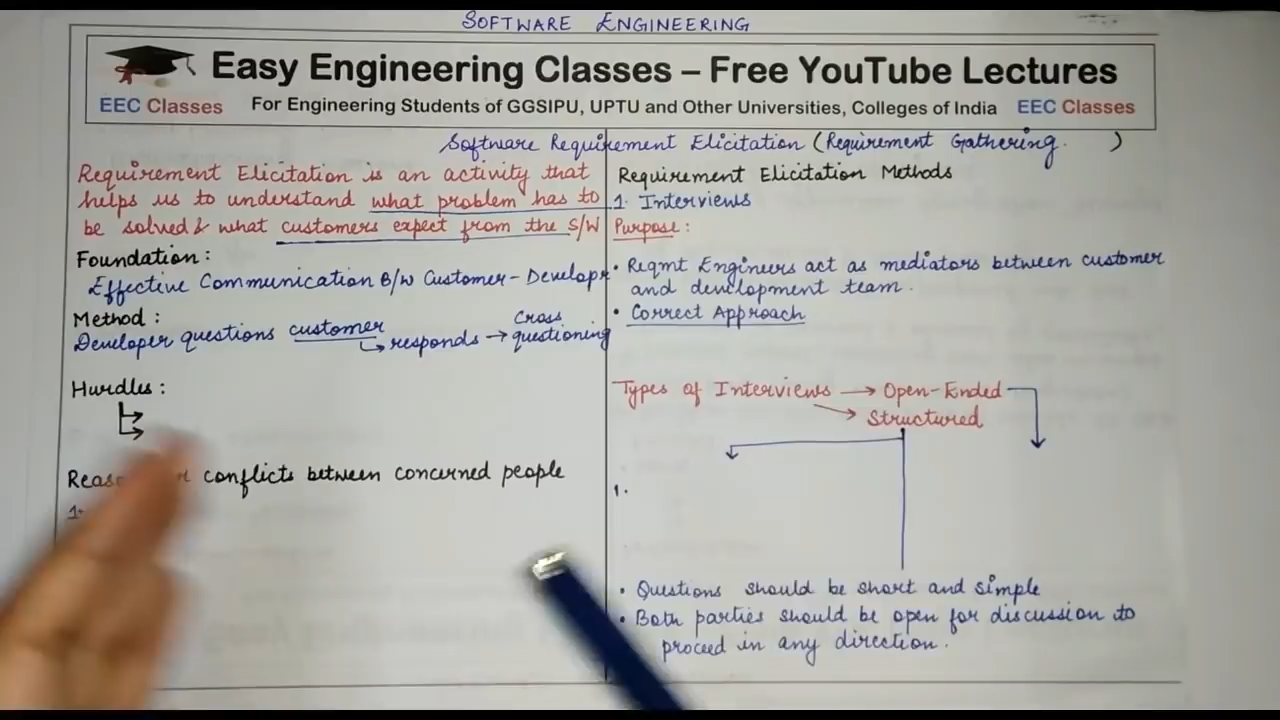 SOFTWARE ENGINEERING
Easy Engineering Classes – Free YouTube Lectures
EEC Classes For Engineering Students of GGSIPU, UPTU and Other Universities, Colleges of India EEC Classes
Software Requirement Elicitation (Requirement Gathering. )
Requirement Elicitation is an activity that
helps us to understand what problem has to
be solved & what customers expect from the S/W
Foundation:
Effective Communication B/w Customer-Developr
Method:
Developer questions customer
responds → cross
questioning
Hurdles:
conflicts between concerned people
1.
Requirement Elicitation Methods
1. Interviews
Purpose:
• Reqmt Engineers act as mediators between customer
and development team.
• Correct Approach
Types of Interviews → Open-Ended
→ Structured
1.
• Questions should be short and simple
• Both parties should be open for discussion to
proceed in any direction.